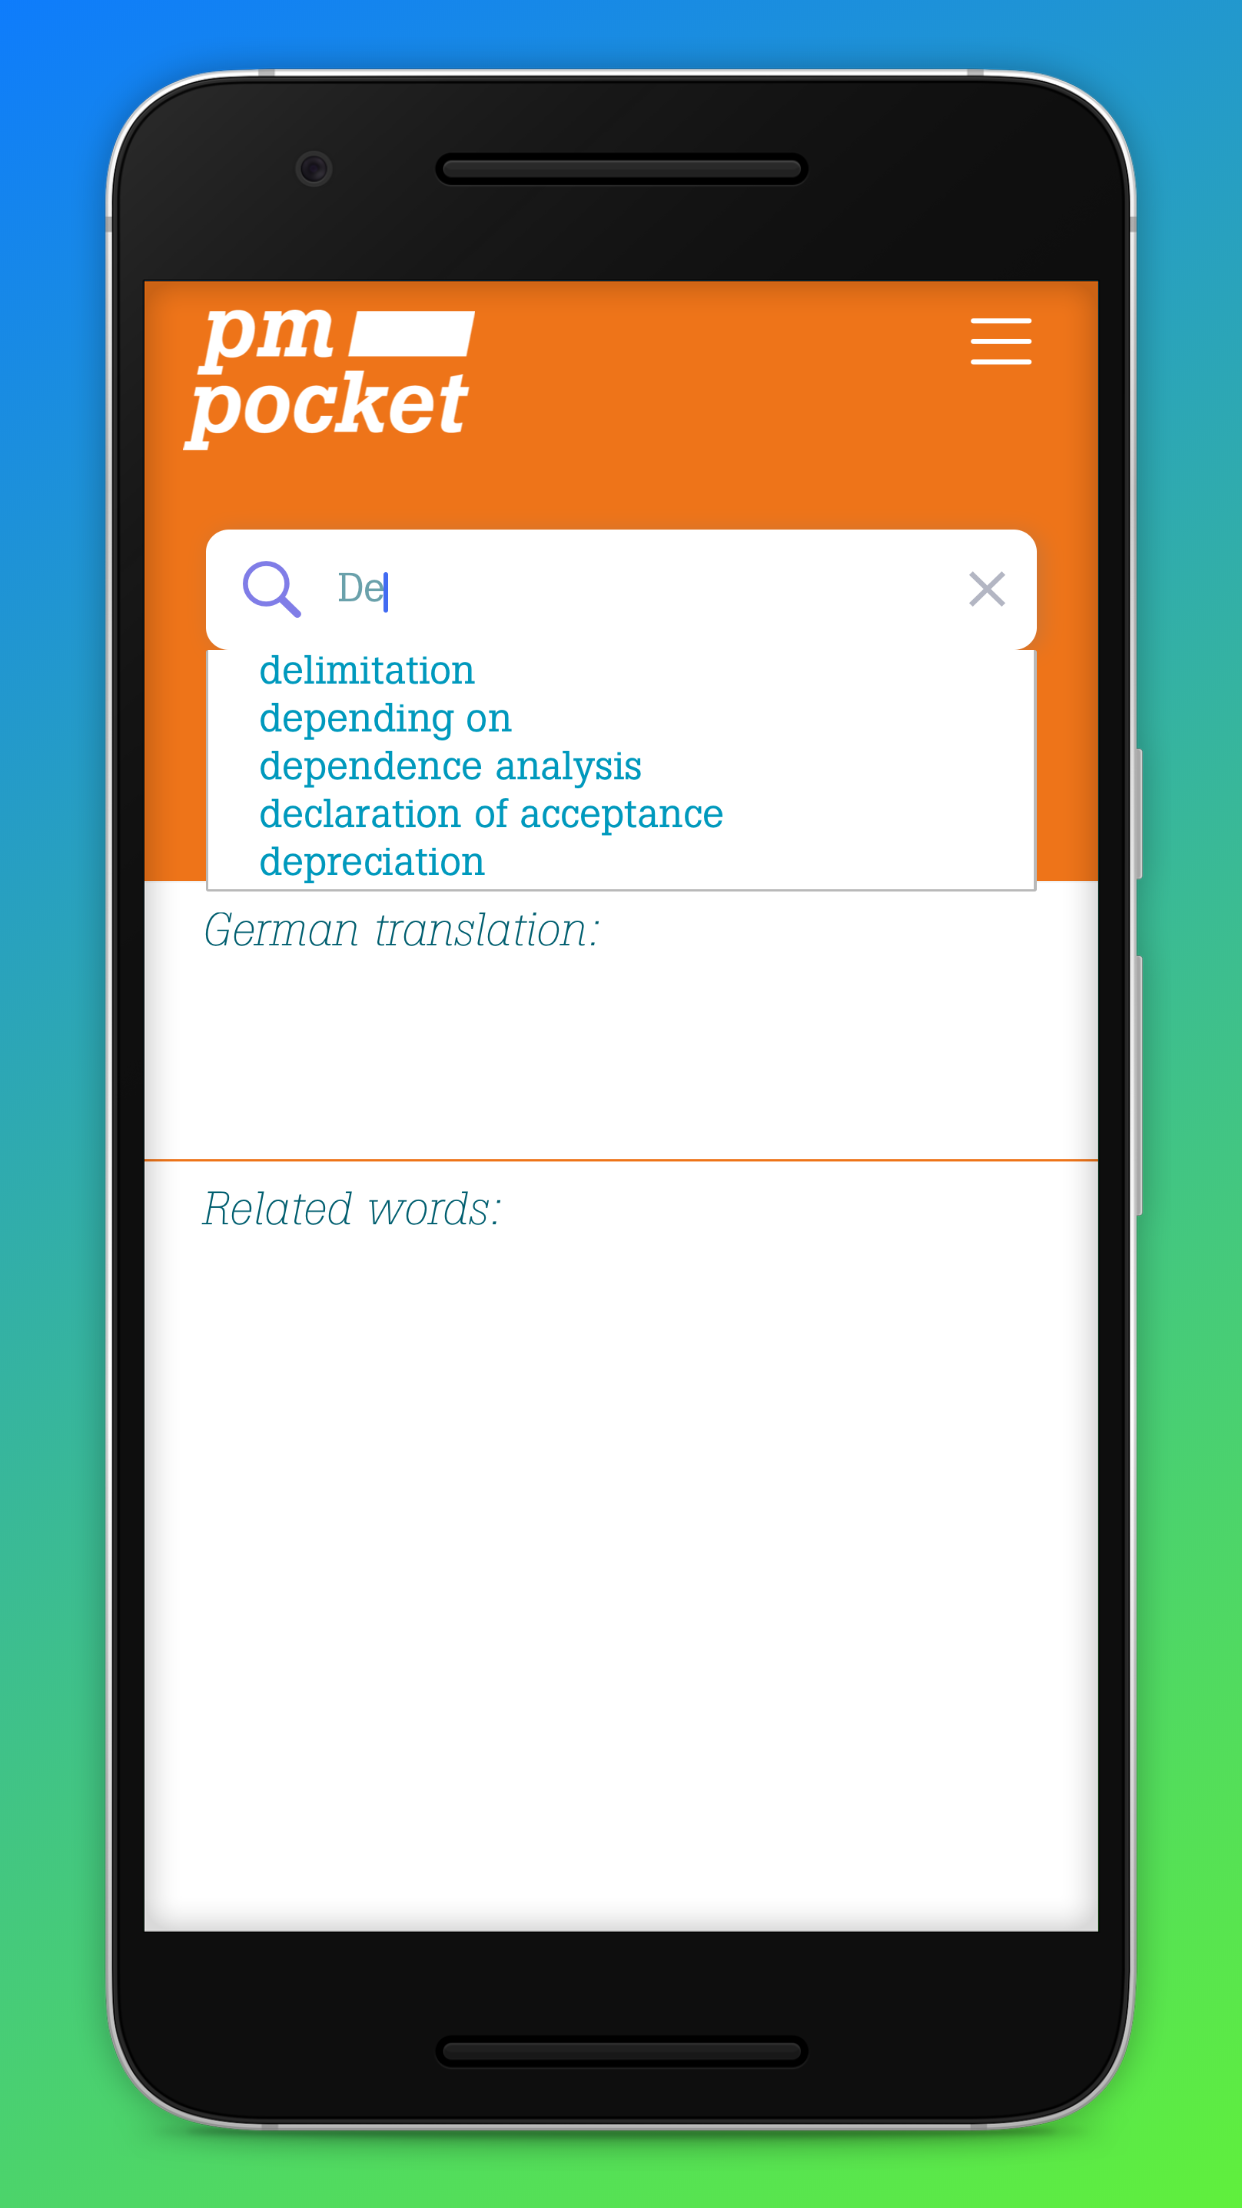 pm
pocket
De
delimitation
depending on
dependence analysis
declaration of acceptance
depreciation
German translation:
Related words: